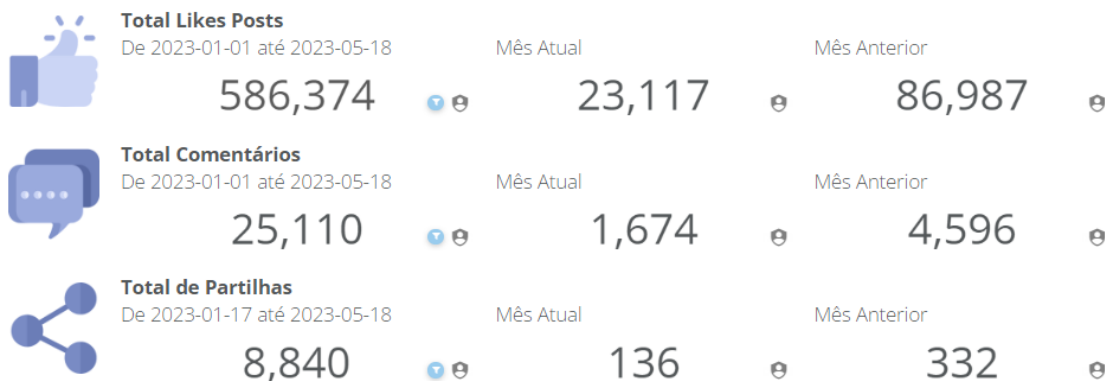 Total Likes Posts
De 2023-01-01 até 2023-05-18
Mês Atual
Mês Anterior
586,374
23,117
86,987
Total Comentários
De 2023-01-01 até 2023-05-18
Mês Atual
Mês Anterior
25,110
1,674
4,596
Total de Partilhas
De 2023-01-17 até 2023-05-18
Mês Atual
Mês Anterior
8,840
136
332